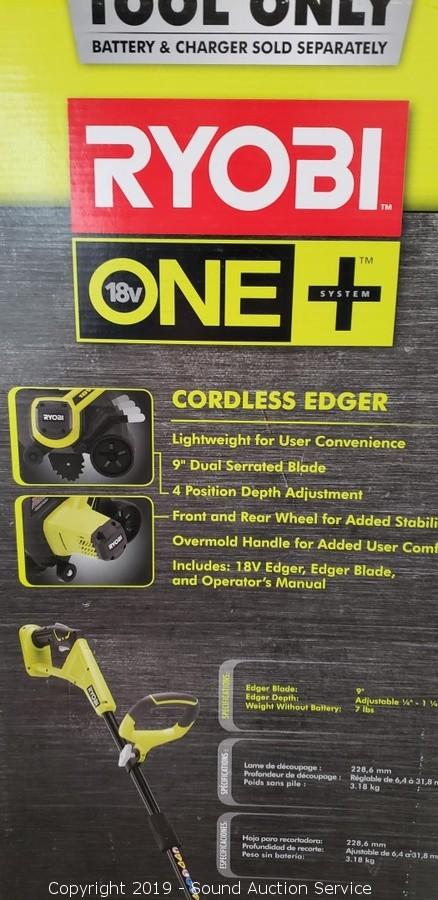 TOOL ONLY
BATTERY & CHARGER SOLD SEPARATELY
RYOBI™
18V ONE + SYSTEM ™
CORDLESS EDGER
Lightweight for User Convenience
9" Dual Serrated Blade
4 Position Depth Adjustment
Front and Rear Wheel for Added Stabili
Overmold Handle for Added User Comf
Includes: 18V Edger, Edger Blade,
and Operator's Manual
RYOBI
RYOBI
RYOBI
SPECIFICATIONS:
Edger Blade: 9"
Edger Depth: Adjustable ¼" - 1 ¼
Weight Without Battery: 7 lbs
SPÉCIFICATIONS :
Lame de découpage : 228,6 mm
Profondeur de découpage : Réglable de 6,4 à 31,8 m
Poids sans pile : 3.18 kg
ESPECIFICACIONES:
Hoja para recortadora: 228,6 mm
Profundidad de recorte: Ajustable de 6,4 a 31,8 m
Peso sin batería: 3.18 kg
Copyright 2019 - Sound Auction Service